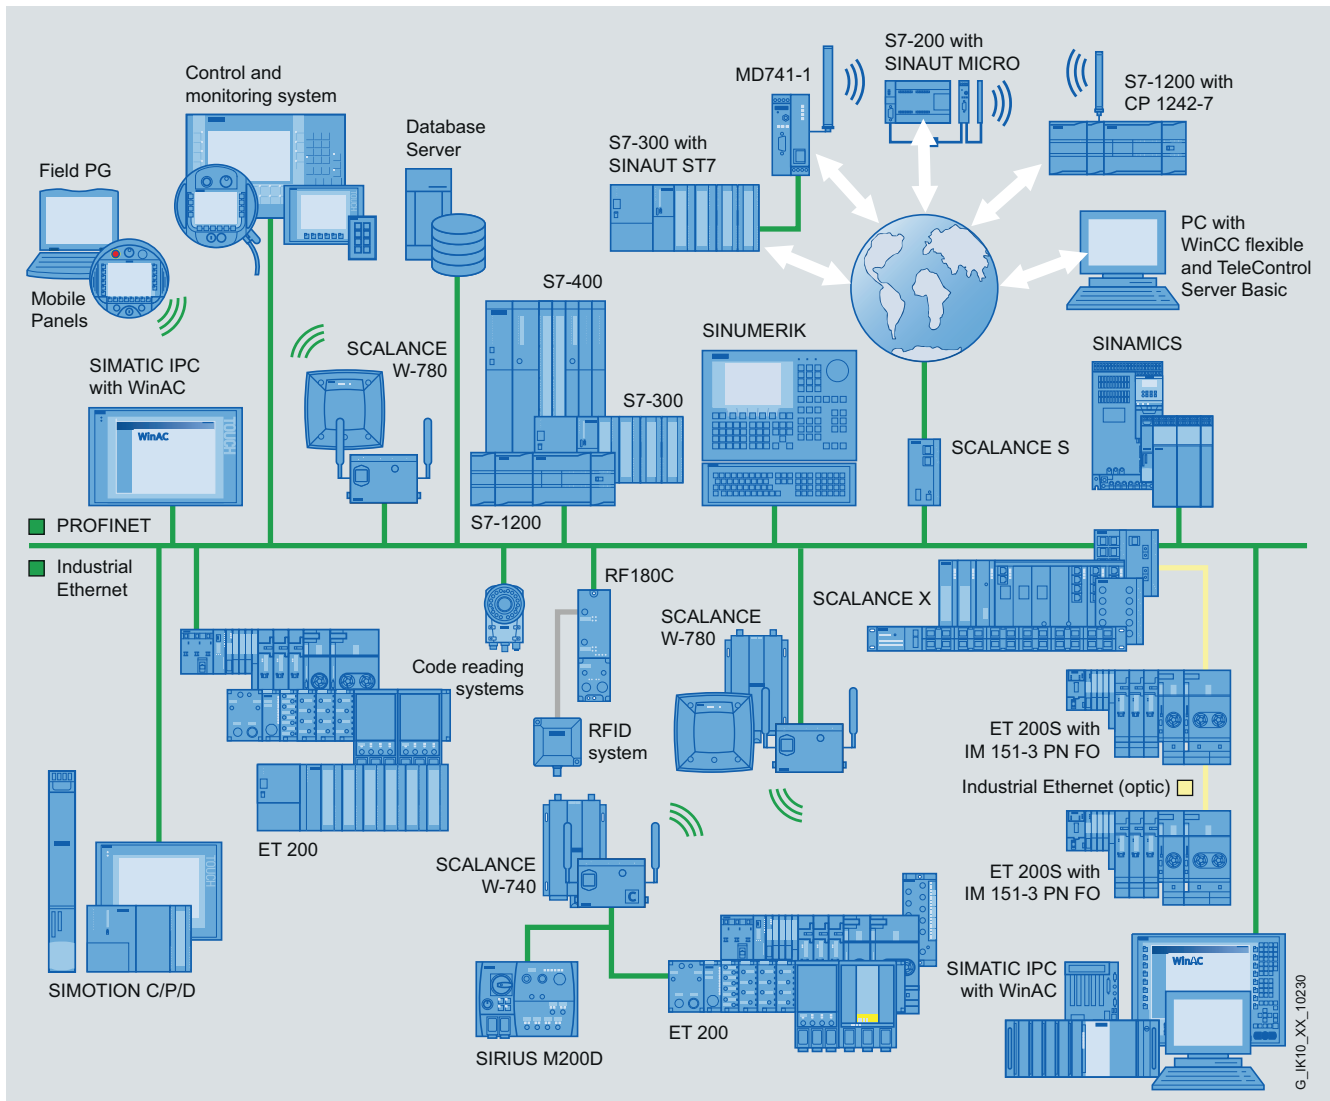 Control and
monitoring system
Field PG
Mobile
Panels
Database
Server
MD741-1
S7-200 with
SINAUT MICRO
S7-1200 with
CP 1242-7
S7-300 with
SINAUT ST7
PC with
WinCC flexible
and TeleControl
Server Basic
SIMATIC IPC
with WinAC
WinAC
TOUCH
SCALANCE
W-780
S7-400
S7-300
S7-1200
SINUMERIK
SCALANCE S
SINAMICS
PROFINET
Industrial
Ethernet
Code reading
systems
RF180C
RFID
system
SCALANCE
W-780
SCALANCE X
ET 200S with
IM 151-3 PN FO
Industrial Ethernet (optic)
ET 200S with
IM 151-3 PN FO
ET 200
TOUCH
SIMOTION C/P/D
SCALANCE
W-740
C
SIRIUS M200D
ET 200
SIMATIC IPC
with WinAC
WinAC
G_IK10_XX_10230